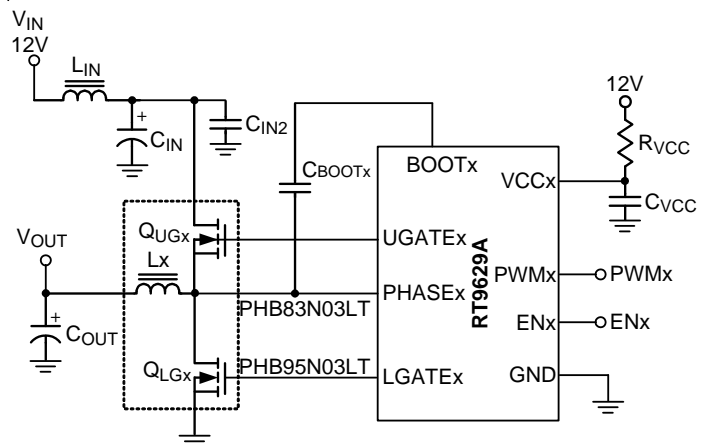 VIN
12V
LIN
CIN
CIN2
CBOOTx
BOOTx
12V
RVCC
VCCx
CVCC
VOUT
Lx
QUGx
UGATEx
PHASEx
PHB83N03LT
RT9629A
PWMx
PWMx
ENx
ENx
COUT
QLGx
PHB95N03LT
LGATEx
GND